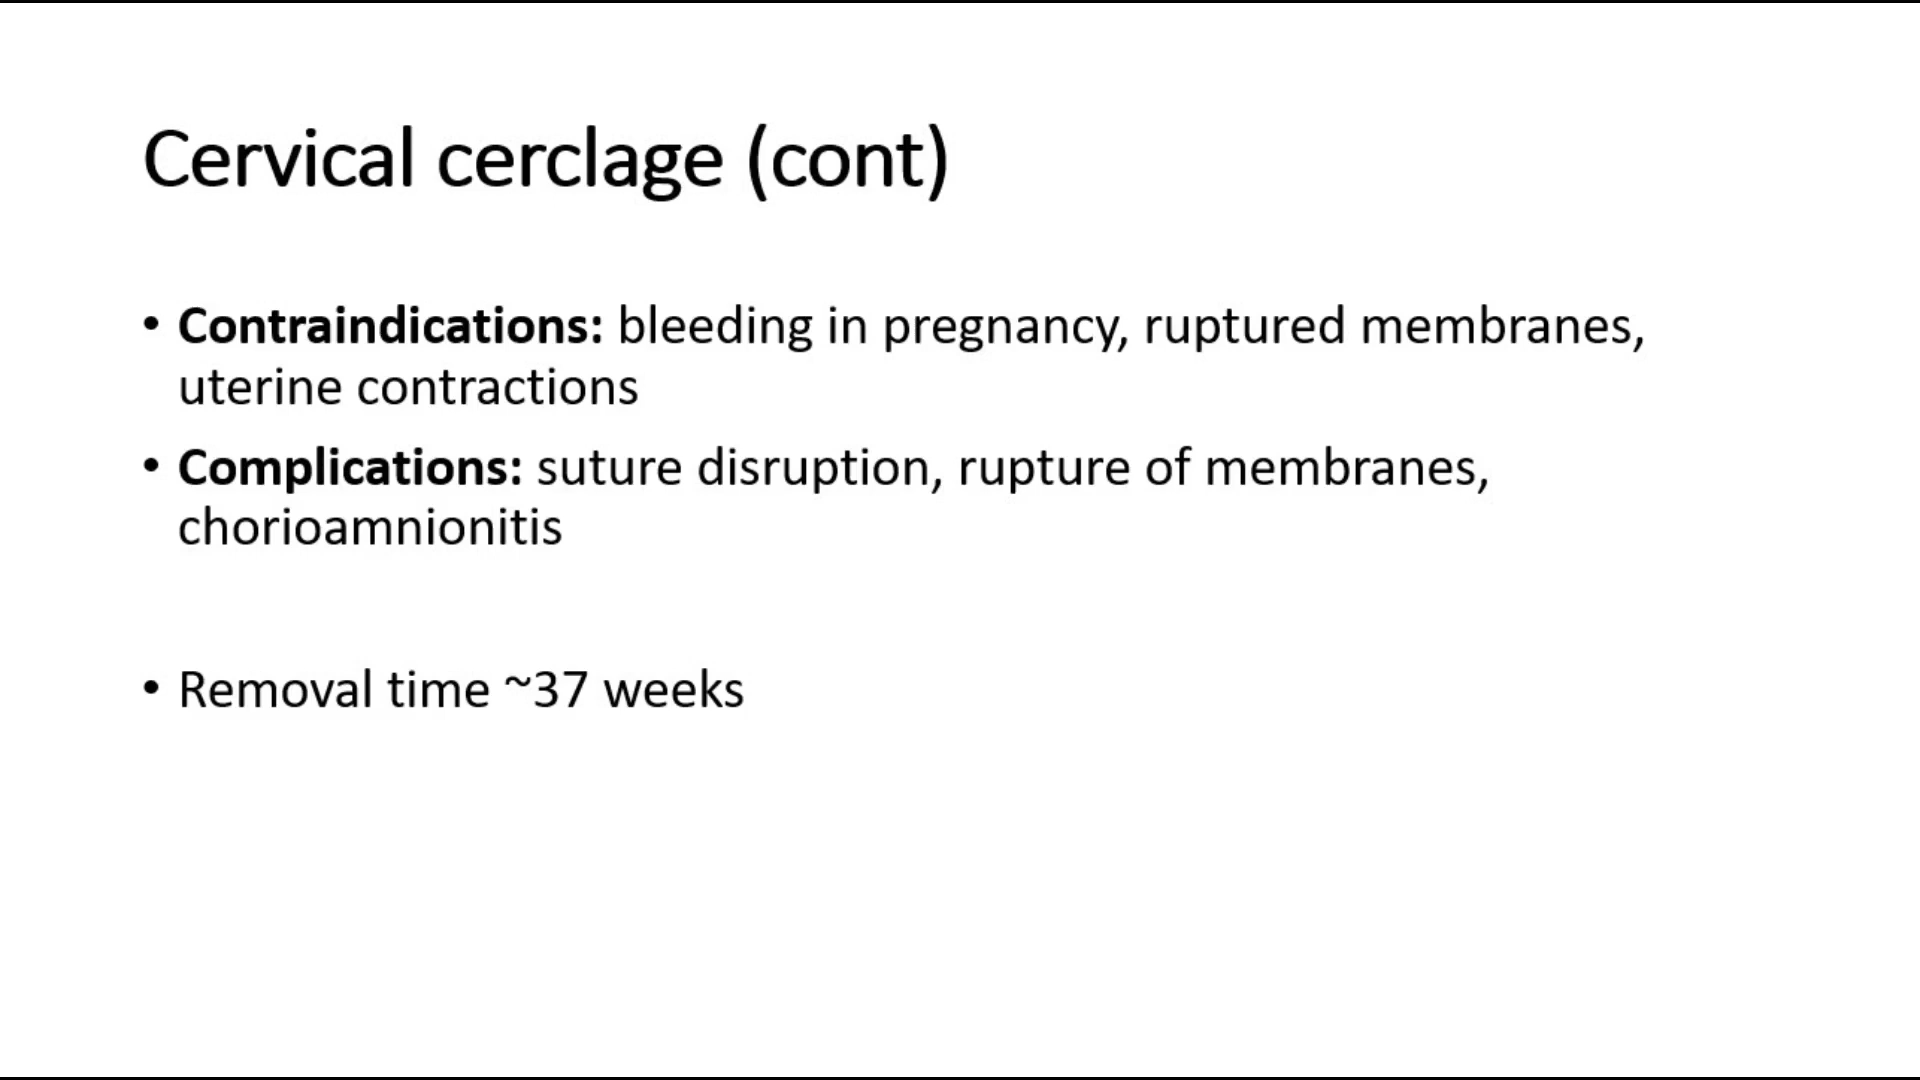 Cervical cerclage (cont)
• Contraindications: bleeding in pregnancy, ruptured membranes,
uterine contractions
• Complications: suture disruption, rupture of membranes,
chorioamnionitis
• Removal time ~37 weeks